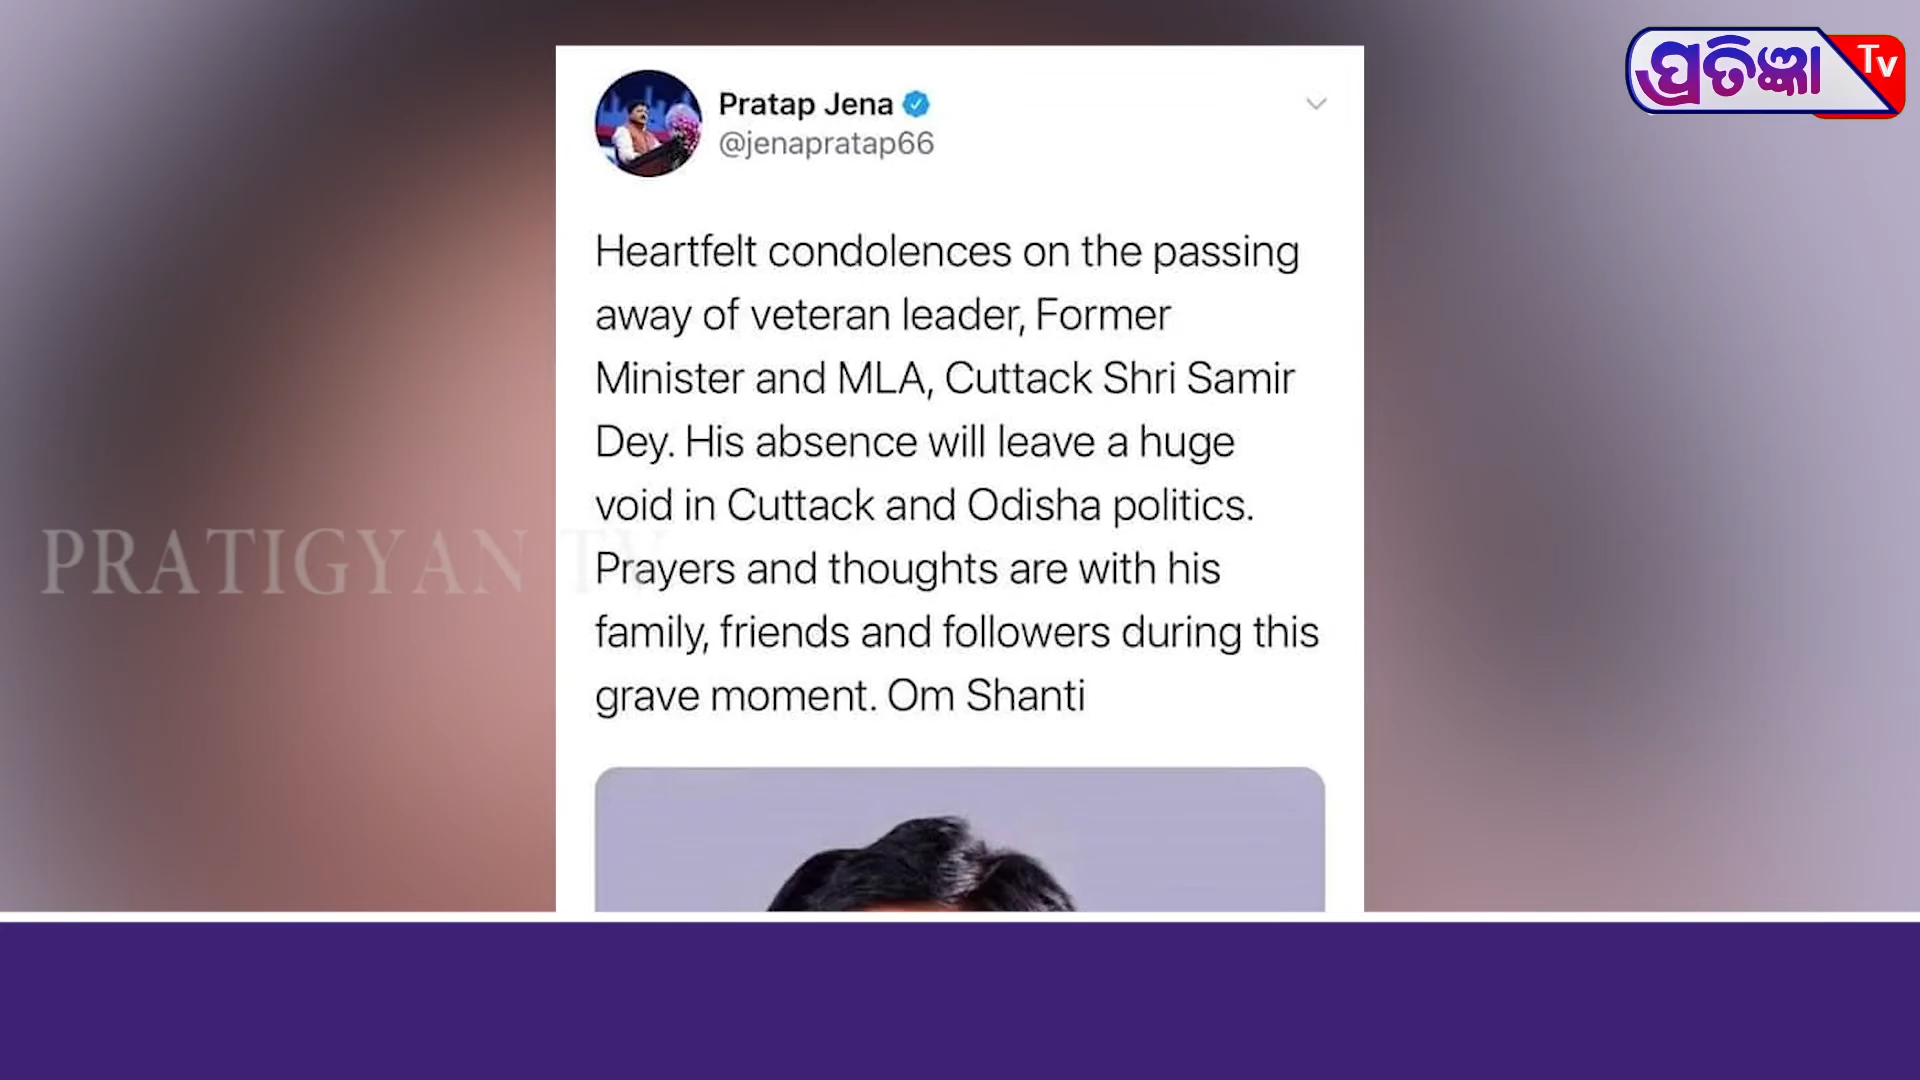 ପ୍ରତିଜ୍ଞା Tv
Pratap Jena
@jenapratap66
Heartfelt condolences on the passing
away of veteran leader, Former
Minister and MLA, Cuttack Shri Samir
Dey. His absence will leave a huge
void in Cuttack and Odisha politics.
Prayers and thoughts are with his
family, friends and followers during this
grave moment. Om Shanti
PRATIGYAN TV